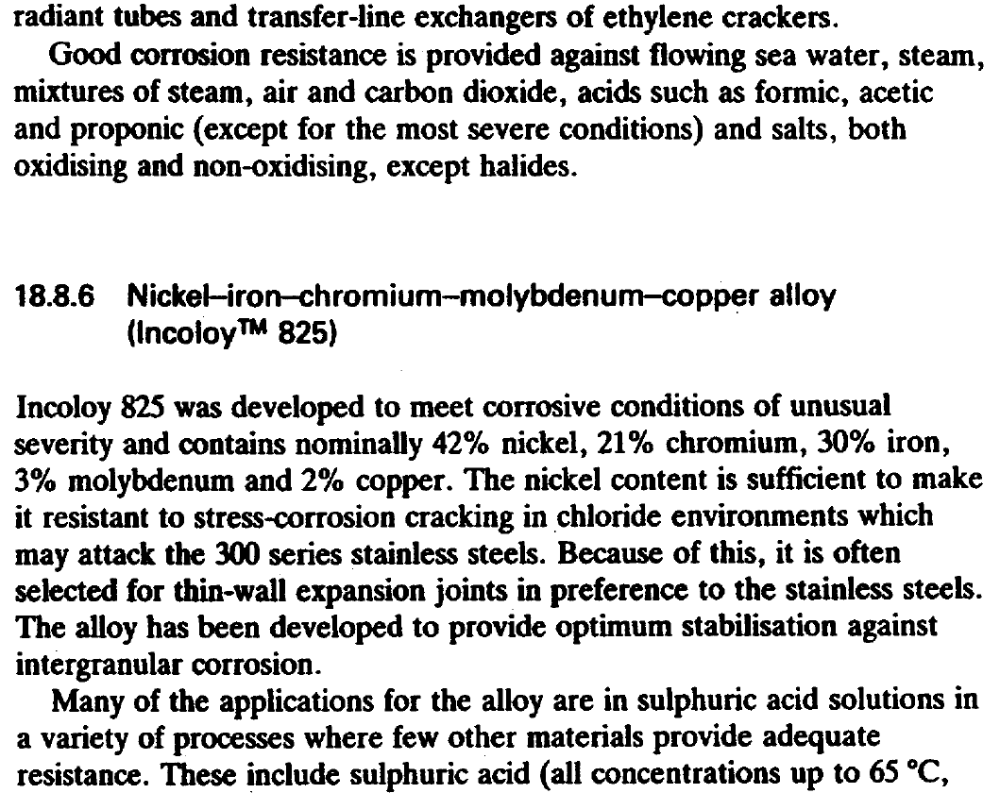 radiant tubes and transfer-line exchangers of ethylene crackers.
Good corrosion resistance is provided against flowing sea water, steam,
mixtures of steam, air and carbon dioxide, acids such as formic, acetic
and proponic (except for the most severe conditions) and salts, both
oxidising and non-oxidising, except halides.
18.8.6 Nickel–iron–chromium–molybdenum–copper alloy
(Incoloy™ 825)
Incoloy 825 was developed to meet corrosive conditions of unusual
severity and contains nominally 42% nickel, 21% chromium, 30% iron,
3% molybdenum and 2% copper. The nickel content is sufficient to make
it resistant to stress-corrosion cracking in chloride environments which
may attack the 300 series stainless steels. Because of this, it is often
selected for thin-wall expansion joints in preference to the stainless steels.
The alloy has been developed to provide optimum stabilisation against
intergranular corrosion.
Many of the applications for the alloy are in sulphuric acid solutions in
a variety of processes where few other materials provide adequate
resistance. These include sulphuric acid (all concentrations up to 65 °C,